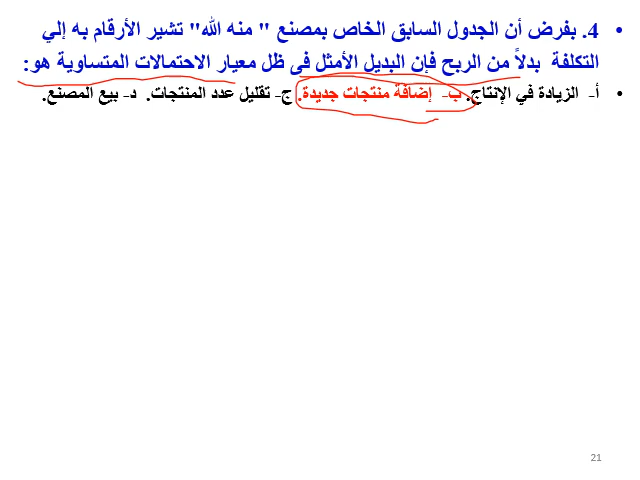 • 4. بفرض أن الجدول السابق الخاص بمصنع " منه الله" تشير الأرقام به إلي
التكلفة بدلاً من الربح فإن البديل الأمثل فى ظل معيار الاحتمالات المتساوية هو:
• أ- الزيادة في الإنتاج. ب- إضافة منتجات جديدة. ج- تقليل عدد المنتجات. د- بيع المصنع.
21